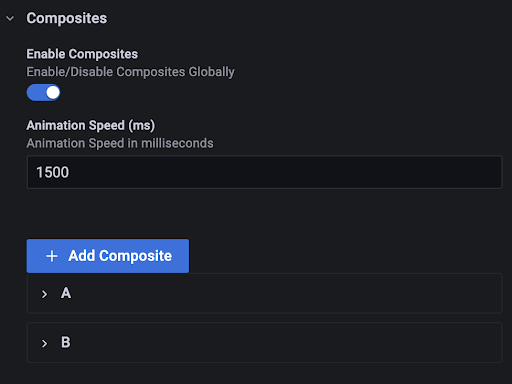 Composites
Enable Composites
Enable/Disable Composites Globally
Animation Speed (ms)
Animation Speed in milliseconds
1500
+ Add Composite
A
B